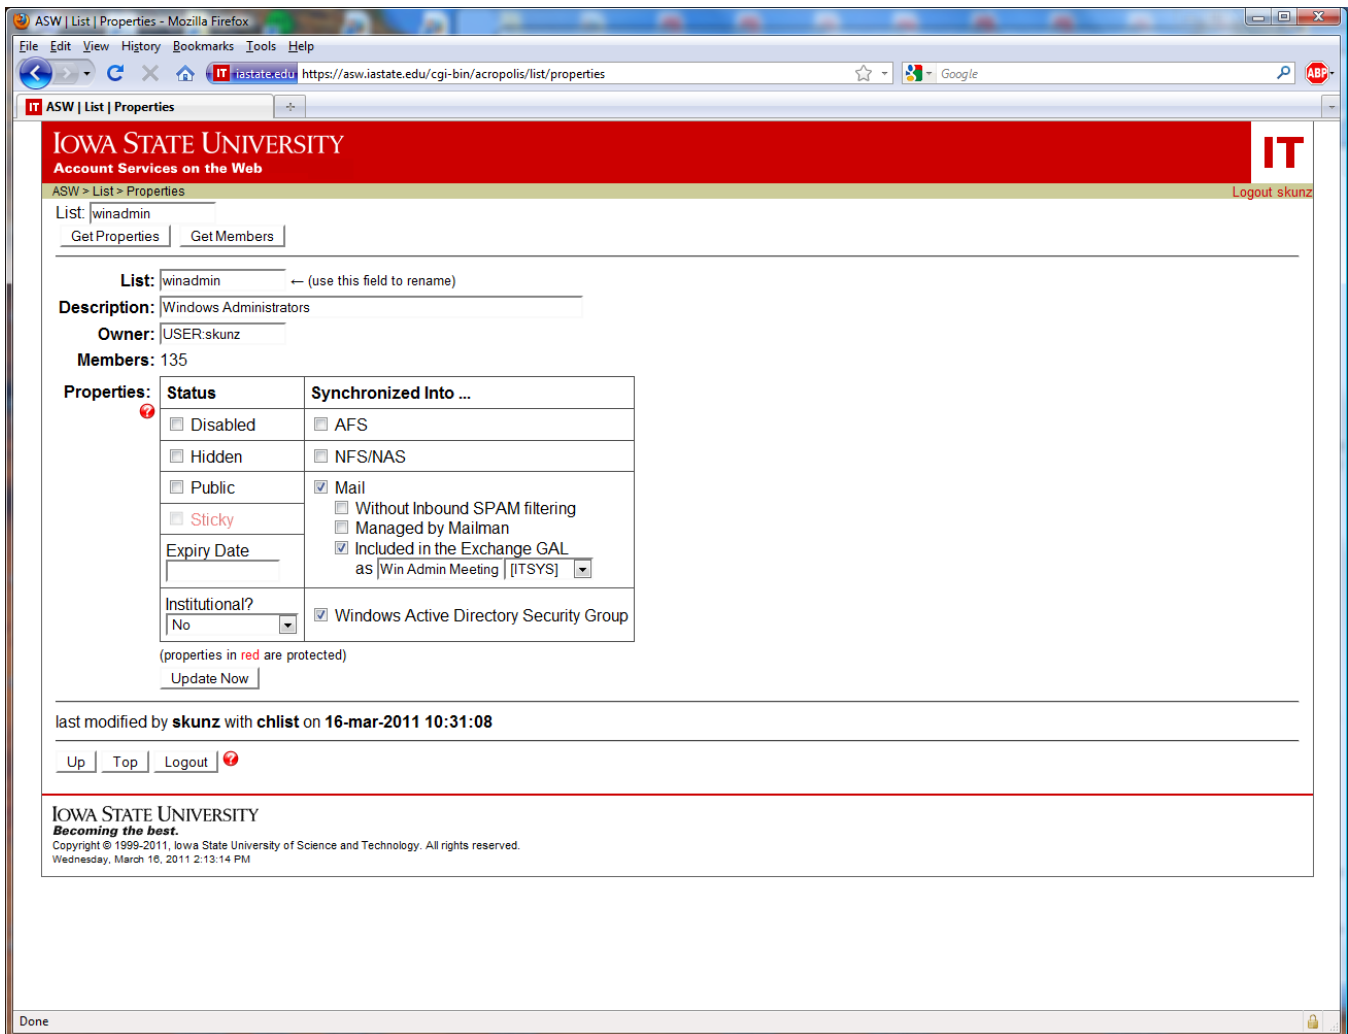 ASW | List | Properties - Mozilla Firefox
File Edit View History Bookmarks Tools Help
IT iastate.edu https://asw.iastate.edu/cgi-bin/acropolis/list/properties Google ABP
IT ASW | List | Properties
IOWA STATE UNIVERSITY
Account Services on the Web
IT
ASW > List > Properties Logout skunz
List: winadmin
Get Properties Get Members
List: winadmin ← (use this field to rename)
Description: Windows Administrators
Owner: USER:skunz
Members: 135
Properties: Status Synchronized Into ...
Disabled AFS
Hidden NFS/NAS
Public Mail
Without Inbound SPAM filtering
Sticky
Managed by Mailman
Expiry Date Included in the Exchange GAL
as Win Admin Meeting [ITSYS]
Institutional?
No
Windows Active Directory Security Group
(properties in red are protected)
Update Now
last modified by skunz with chlist on 16-mar-2011 10:31:08
Up Top Logout ?
IOWA STATE UNIVERSITY
Becoming the best.
Copyright © 1999-2011, Iowa State University of Science and Technology. All rights reserved.
Wednesday, March 16, 2011 2:13:14 PM
Done